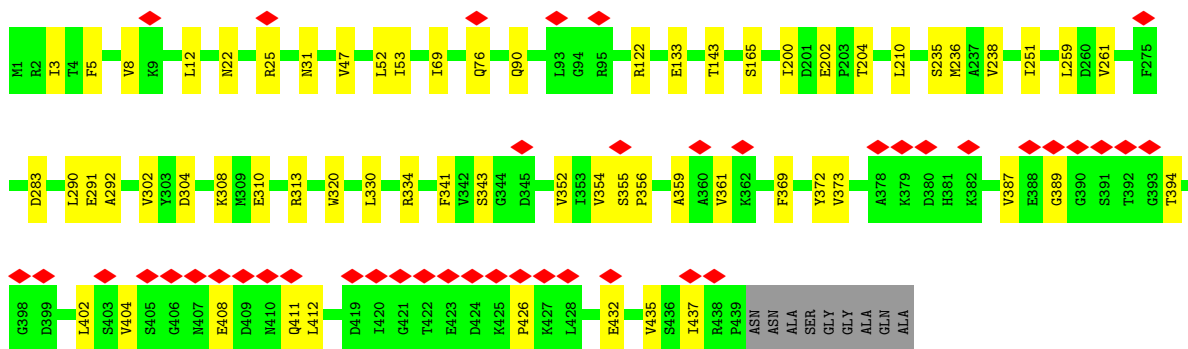 M1 R2 I3 T4 F5 V8 K9 L12 N22 R25 N31 V47 L52 I53 I69 Q76 Q90 L93 G94 R95 R122 E133 T143 S165 I200 D201 E202 P203 T204 L210 S235 M236 A237 V238 I251 L259 D260 V261 F275
D283 L290 E291 A292 V302 Y303 D304 K308 M309 E310 R313 W320 L330 R334 F341 V342 S343 G344 D345 V352 I353 V354 S355 P356 A359 A360 V361 K362 F369 Y372 V373 A378 K379 D380 H381 K382 V387 E388 G389 G390 S391 T392 G393 T394
G398 D399 L402 S403 V404 S405 G406 N407 E408 D409 N410 Q411 L412 D419 I420 G421 T422 E423 D424 K425 P426 K427 L428 E432 V435 S436 I437 R438 P439 ASN ASN ALA SER GLY GLY ALA GLN ALA